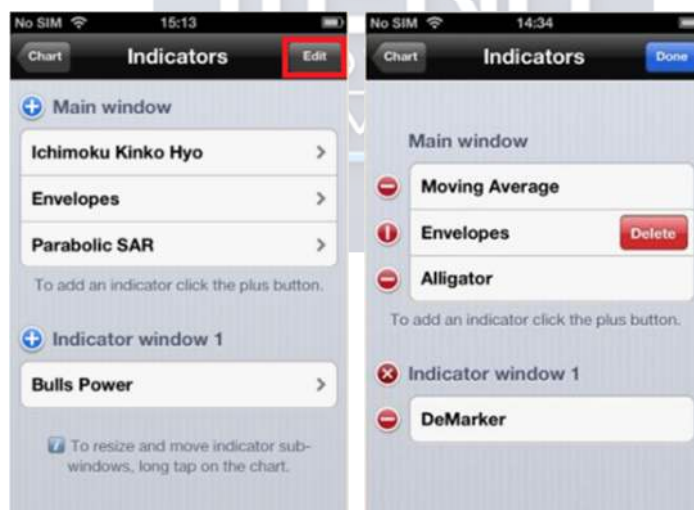 No SIM 15:13
Chart Indicators Edit
Main window
Ichimoku Kinko Hyo
Envelopes
Parabolic SAR
To add an indicator click the plus button.
Indicator window 1
Bulls Power
To resize and move indicator sub-
windows, long tap on the chart.
No SIM 14:34
Chart Indicators Done
Main window
Moving Average
Envelopes Delete
Alligator
To add an indicator click the plus button.
Indicator window 1
DeMarker